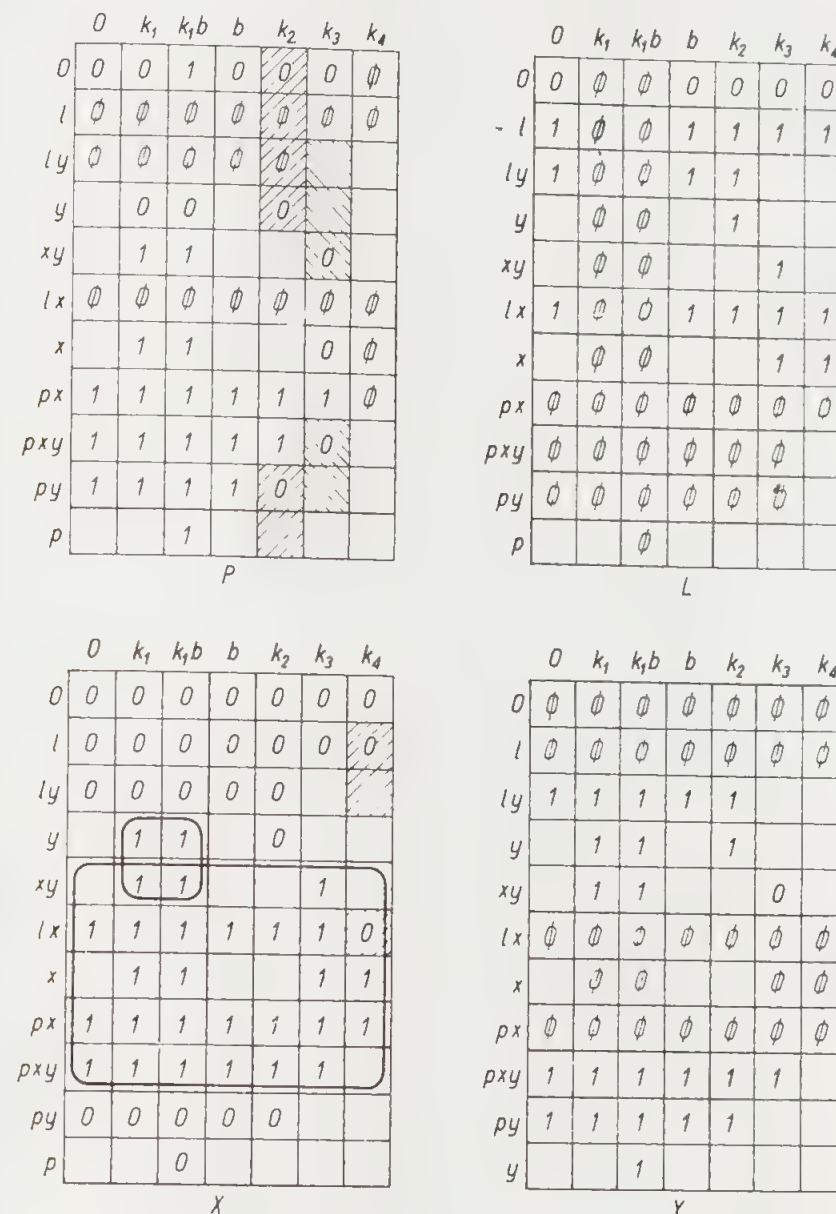 0 k₁ k₁b b k₂ k₃ k₄
0 0 0 1 0 0 0 ϕ
l ϕ ϕ ϕ ϕ ϕ ϕ ϕ
ly ϕ ϕ ϕ ϕ ϕ
y 0 0 0
xy 1 1 0
lx ϕ ϕ ϕ ϕ ϕ ϕ ϕ
x 1 1 0 ϕ
px 1 1 1 1 1 1 ϕ
pxy 1 1 1 1 1 0
py 1 1 1 1 0
p 1
P
0 k₁ k₁b b k₂ k₃ k₄
0 0 ϕ ϕ 0 0 0 0
- l 1 ϕ ϕ 1 1 1 1
ly 1 ϕ ϕ 1 1
y ϕ ϕ 1
xy ϕ ϕ 1
lx 1 0 0 1 1 1 1
x ϕ ϕ 1 1
px ϕ ϕ ϕ ϕ ϕ ϕ 0
pxy ϕ ϕ ϕ ϕ ϕ ϕ
py ϕ ϕ ϕ ϕ ϕ ϕ
p ϕ
L
0 k₁ k₁b b k₂ k₃ k₄
0 0 0 0 0 0 0 0
l 0 0 0 0 0 0 0
ly 0 0 0 0 0
y 1 1 0
xy 1 1 1
lx 1 1 1 1 1 1 0
x 1 1 1 1
px 1 1 1 1 1 1 1
pxy 1 1 1 1 1 1
py 0 0 0 0 0
p 0
X
0 k₁ k₁b b k₂ k₃ k₄
0 ϕ ϕ ϕ ϕ ϕ ϕ ϕ
l ϕ ϕ ϕ ϕ ϕ ϕ ϕ
ly 1 1 1 1 1
y 1 1 1
xy 1 1 0
lx ϕ ϕ ϕ ϕ ϕ ϕ
x ϕ ϕ ϕ ϕ
px ϕ ϕ ϕ ϕ ϕ ϕ ϕ
pxy 1 1 1 1 1 1
py 1 1 1 1 1
y 1
Y